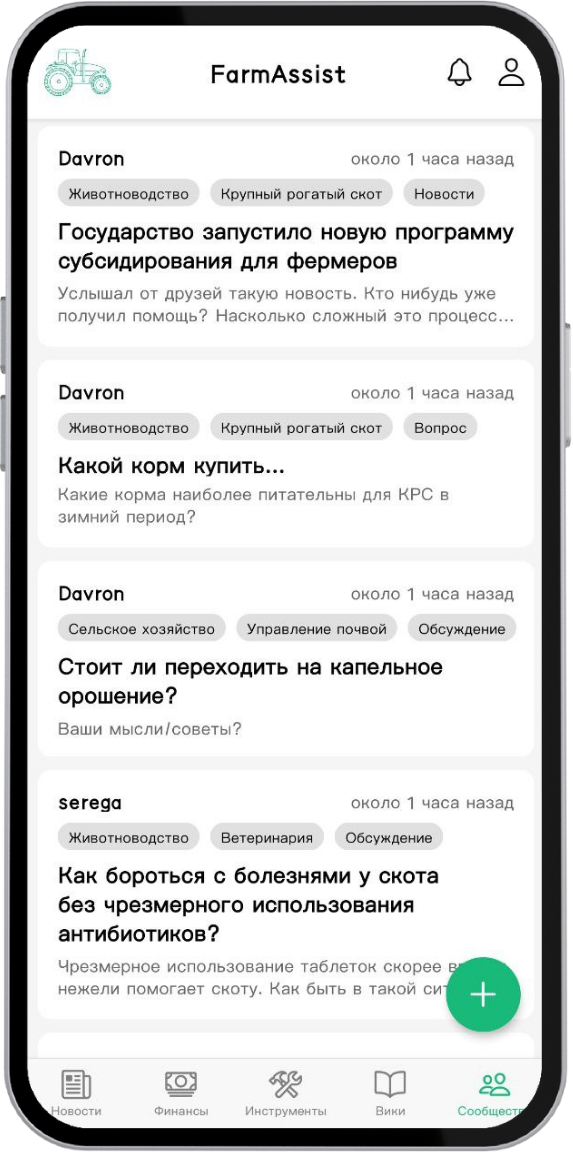 FarmAssist
Davron около 1 часа назад
Животноводство Крупный рогатый скот Новости
Государство запустило новую программу
субсидирования для фермеров
Услышал от друзей такую новость. Кто нибудь уже
получил помощь? Насколько сложный это процесс...
Davron около 1 часа назад
Животноводство Крупный рогатый скот Вопрос
Какой корм купить...
Какие корма наиболее питательны для КРС в
зимний период?
Davron около 1 часа назад
Сельское хозяйство Управление почвой Обсуждение
Стоит ли переходить на капельное
орошение?
Ваши мысли/советы?
serega около 1 часа назад
Животноводство Ветеринария Обсуждение
Как бороться с болезнями у скота
без чрезмерного использования
антибиотиков?
Чрезмерное использование таблеток скорее
нежели помогает скоту. Как быть в такой
Новости Финансы Инструменты Вики Сообществ